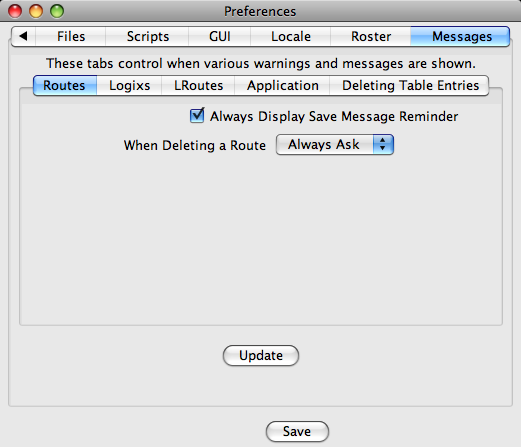 Preferences
Files Scripts GUI Locale Roster Messages
These tabs control when various warnings and messages are shown.
Routes Logixs LRoutes Application Deleting Table Entries
Always Display Save Message Reminder
When Deleting a Route Always Ask
Update
Save